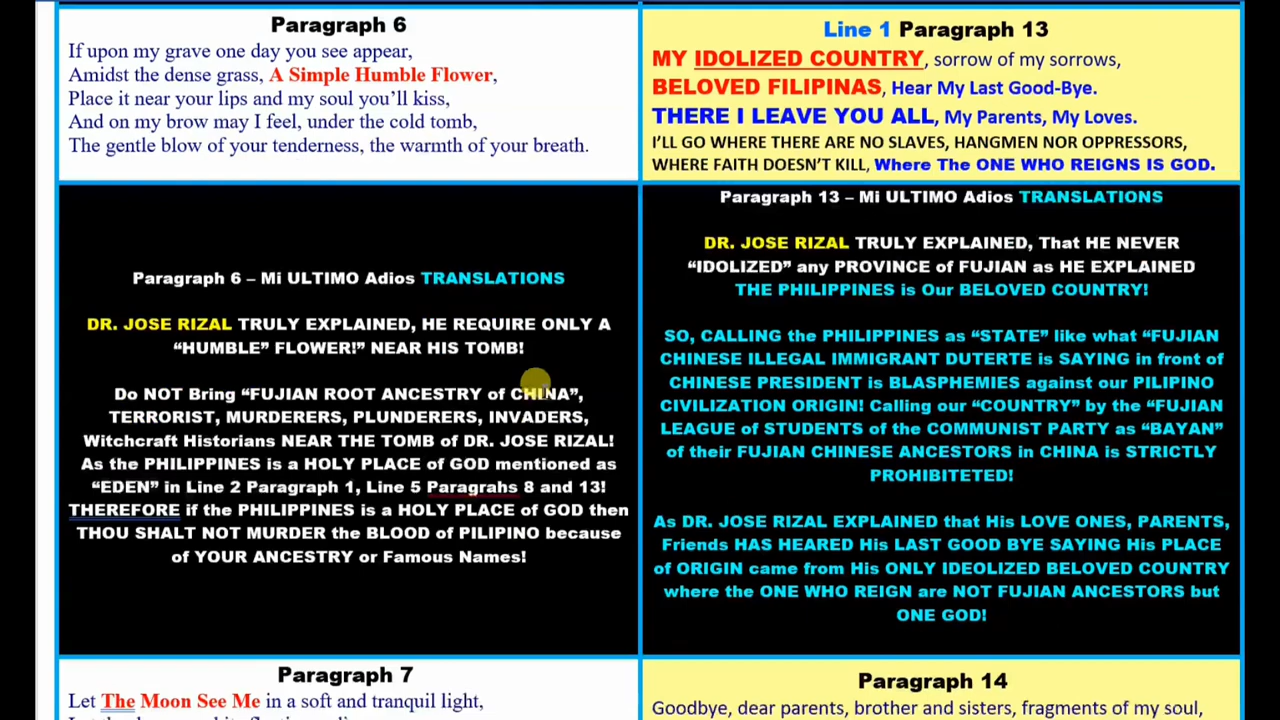 Paragraph 6
If upon my grave one day you see appear,
Amidst the dense grass, A Simple Humble Flower,
Place it near your lips and my soul you’ll kiss,
And on my brow may I feel, under the cold tomb,
The gentle blow of your tenderness, the warmth of your breath.
Line 1 Paragraph 13
MY IDOLIZED COUNTRY, sorrow of my sorrows,
BELOVED FILIPINAS, Hear My Last Good-Bye.
THERE I LEAVE YOU ALL, My Parents, My Loves.
I’LL GO WHERE THERE ARE NO SLAVES, HANGMEN NOR OPPRESSORS,
WHERE FAITH DOESN’T KILL, Where The ONE WHO REIGNS IS GOD.
Paragraph 6 – Mi ULTIMO Adios TRANSLATIONS
DR. JOSE RIZAL TRULY EXPLAINED, HE REQUIRE ONLY A
“HUMBLE” FLOWER!” NEAR HIS TOMB!
Do NOT Bring “FUJIAN ROOT ANCESTRY of CHINA”,
TERRORIST, MURDERERS, PLUNDERERS, INVADERS,
Witchcraft Historians NEAR THE TOMB of DR. JOSE RIZAL!
As the PHILIPPINES is a HOLY PLACE of GOD mentioned as
“EDEN” in Line 2 Paragraph 1, Line 5 Paragrahs 8 and 13!
THEREFORE if the PHILIPPINES is a HOLY PLACE of GOD then
THOU SHALT NOT MURDER the BLOOD of PILIPINO because
of YOUR ANCESTRY or Famous Names!
Paragraph 13 – Mi ULTIMO Adios TRANSLATIONS
DR. JOSE RIZAL TRULY EXPLAINED, That HE NEVER
“IDOLIZED” any PROVINCE of FUJIAN as HE EXPLAINED
THE PHILIPPINES is Our BELOVED COUNTRY!
SO, CALLING the PHILIPPINES as “STATE” like what “FUJIAN
CHINESE ILLEGAL IMMIGRANT DUTERTE is SAYING in front of
CHINESE PRESIDENT is BLASPHEMIES against our PILIPINO
CIVILIZATION ORIGIN! Calling our “COUNTRY” by the “FUJIAN
LEAGUE of STUDENTS of the COMMUNIST PARTY as “BAYAN”
of their FUJIAN CHINESE ANCESTORS in CHINA is STRICTLY
PROHIBITETED!
As DR. JOSE RIZAL EXPLAINED that His LOVE ONES, PARENTS,
Friends HAS HEARED His LAST GOOD BYE SAYING His PLACE
of ORIGIN came from His ONLY IDEOLIZED BELOVED COUNTRY
where the ONE WHO REIGN are NOT FUJIAN ANCESTORS but
ONE GOD!
Paragraph 7
Let The Moon See Me in a soft and tranquil light,
Paragraph 14
Goodbye, dear parents, brother and sisters, fragments of my soul,